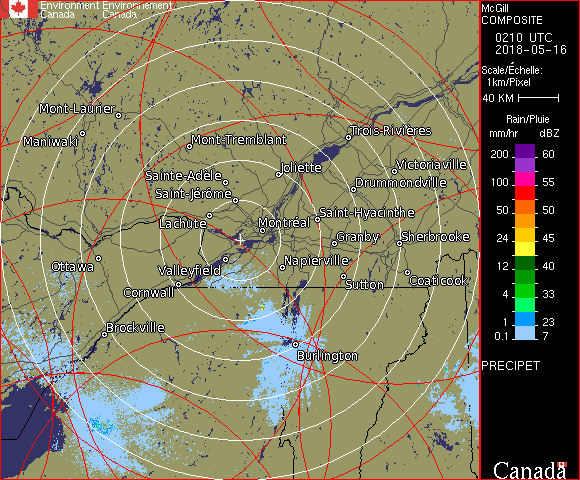 Environment Environnement
Canada Canada
McGill
COMPOSITE
0210 UTC
2018-05-16
Scale/Échelle:
1km/Pixel
40 KM
Rain/Pluie
mm/hr dBZ
200 60
100 55
50 50
24 45
12 40
4 33
1 23
0.1 7
PRECIPET
Canada
Mont-Laurier
Maniwaki
Mont-Tremblant
Trois-Rivières
Joliette
Victoriaville
Sainte-Adèle
Drummondville
Saint-Jérôme
Saint-Hyacinthe
Lachute
Montréal
Granby
Sherbrooke
Ottawa
Valleyfield
Napierville
Coaticook
Sutton
Cornwall
Brockville
Burlington